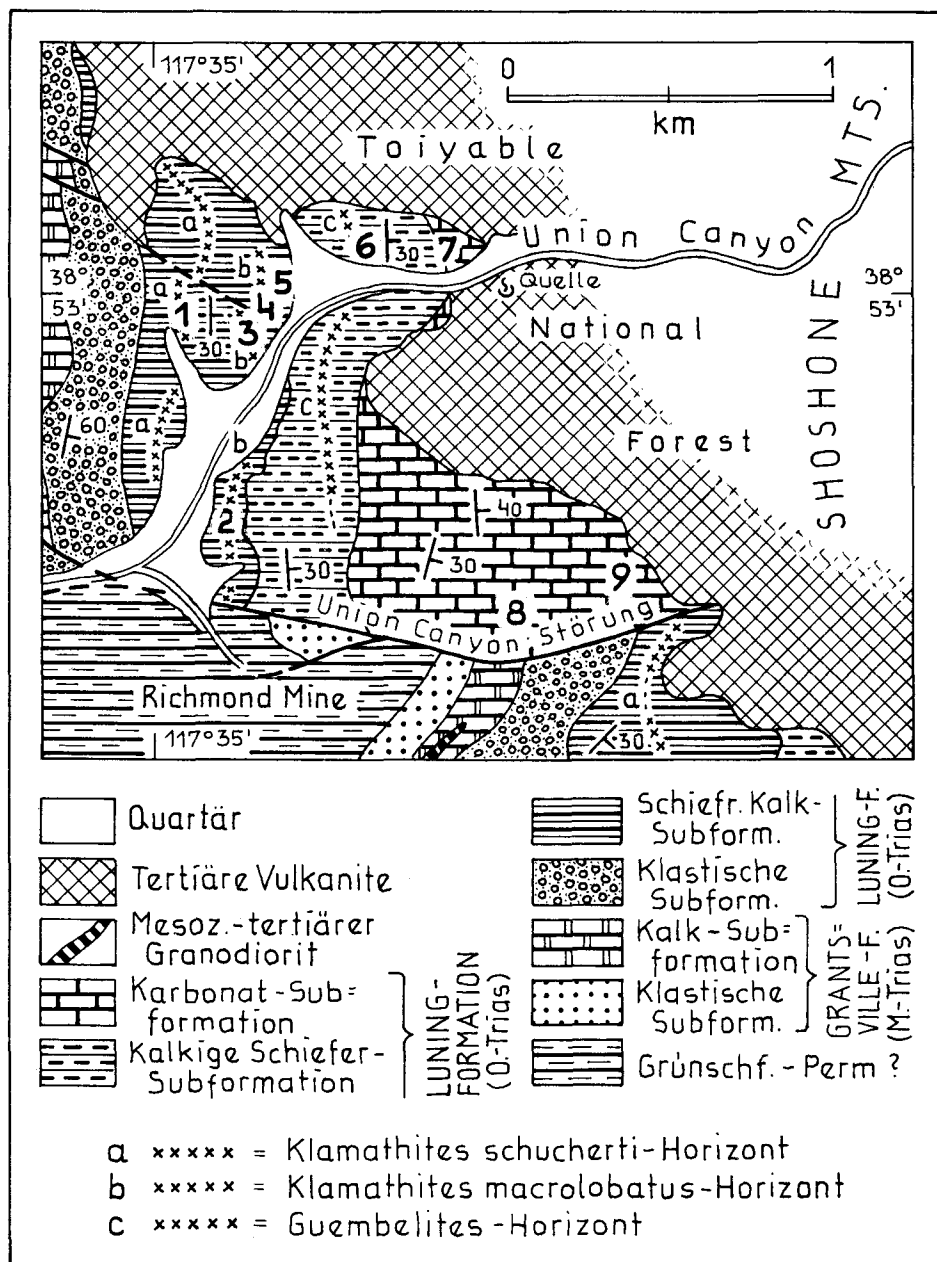 117°35'
0 1
km
Toiyable
MTS.
Union Canyon
SHOSHONE
a
c
6
30
7
b
5
38°
53'
38°
53'
a
1
4
3
30
b
Quelle
National
c
Forest
60
a
b
2
40
30
30
9
8
Union Canyon-Störung
Richmond Mine
a
30
117°35'
Quartär
Tertiäre Vulkanite
Mesoz.-tertiärer
Granodiorit
Karbonat-Sub=
formation
Kalkige Schiefer-
Subformation
LUNING-
FORMATION
(O.-Trias)
Schiefr. Kalk-
Subform.
Klastische
Subform.
LUNING-F.
(O.-Trias)
Kalk-Sub=
formation
Klastische
Subform.
GRANTS=
VILLE-F.
(M.-Trias)
Grünschf.-Perm ?
a xxxxx = Klamathites schucherti-Horizont
b xxxxx = Klamathites macrolobatus-Horizont
c xxxxx = Guembelites-Horizont